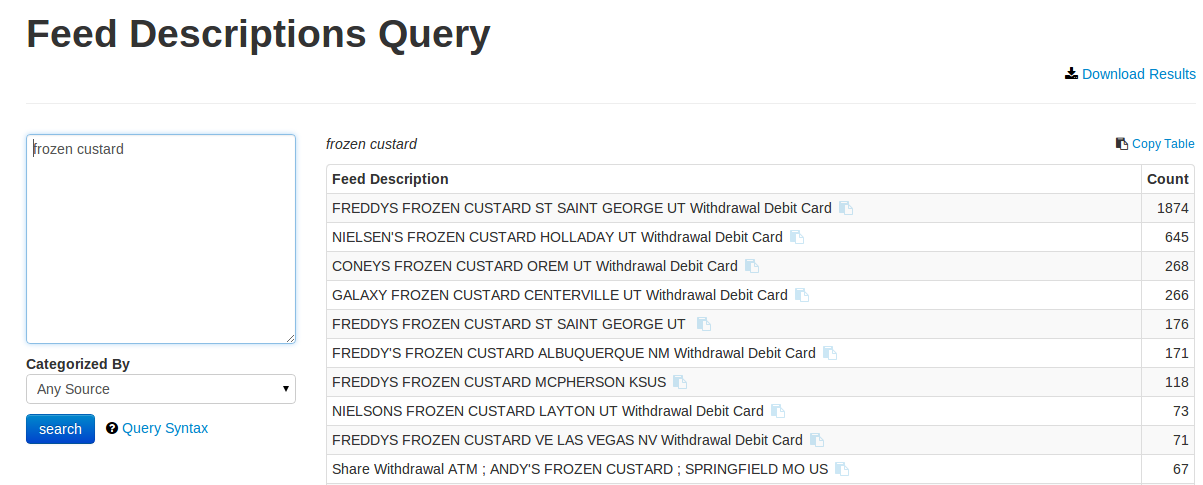 Feed Descriptions Query
Download Results
frozen custard
Categorized By
Any Source
search Query Syntax
frozen custard
Copy Table
Feed Description Count
FREDDYS FROZEN CUSTARD ST SAINT GEORGE UT Withdrawal Debit Card 1874
NIELSEN'S FROZEN CUSTARD HOLLADAY UT Withdrawal Debit Card 645
CONEYS FROZEN CUSTARD OREM UT Withdrawal Debit Card 268
GALAXY FROZEN CUSTARD CENTERVILLE UT Withdrawal Debit Card 266
FREDDYS FROZEN CUSTARD ST SAINT GEORGE UT 176
FREDDY'S FROZEN CUSTARD ALBUQUERQUE NM Withdrawal Debit Card 171
FREDDYS FROZEN CUSTARD MCPHERSON KSUS 118
NIELSONS FROZEN CUSTARD LAYTON UT Withdrawal Debit Card 73
FREDDYS FROZEN CUSTARD VE LAS VEGAS NV Withdrawal Debit Card 71
Share Withdrawal ATM ; ANDY'S FROZEN CUSTARD ; SPRINGFIELD MO US 67